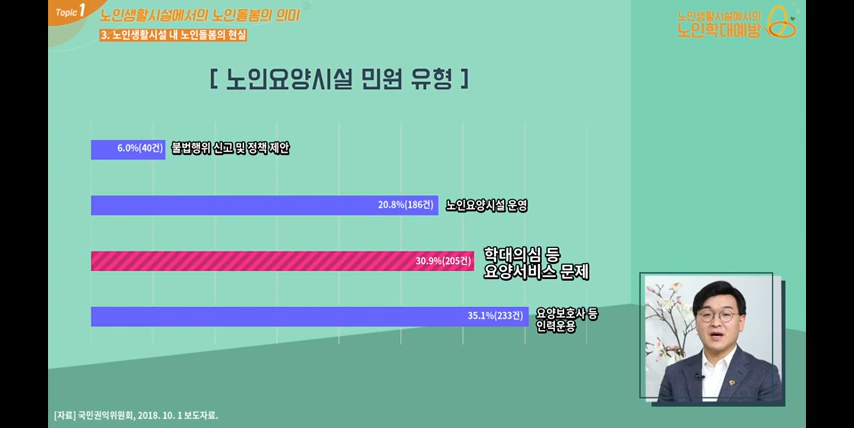 Topic 1 노인생활시설에서의 노인돌봄의 의미
3. 노인생활시설 내 노인돌봄의 현실
노인생활시설에서의
노인학대예방
[ 노인요양시설 민원 유형 ]
6.0%(40건) 불법행위 신고 및 정책 제안
20.8%(186건) 노인요양시설 운영
30.9%(205건) 학대의심 등
요양서비스 문제
35.1%(233건) 요양보호사 등
인력운용
[자료] 국민권익위원회, 2018. 10. 1 보도자료.